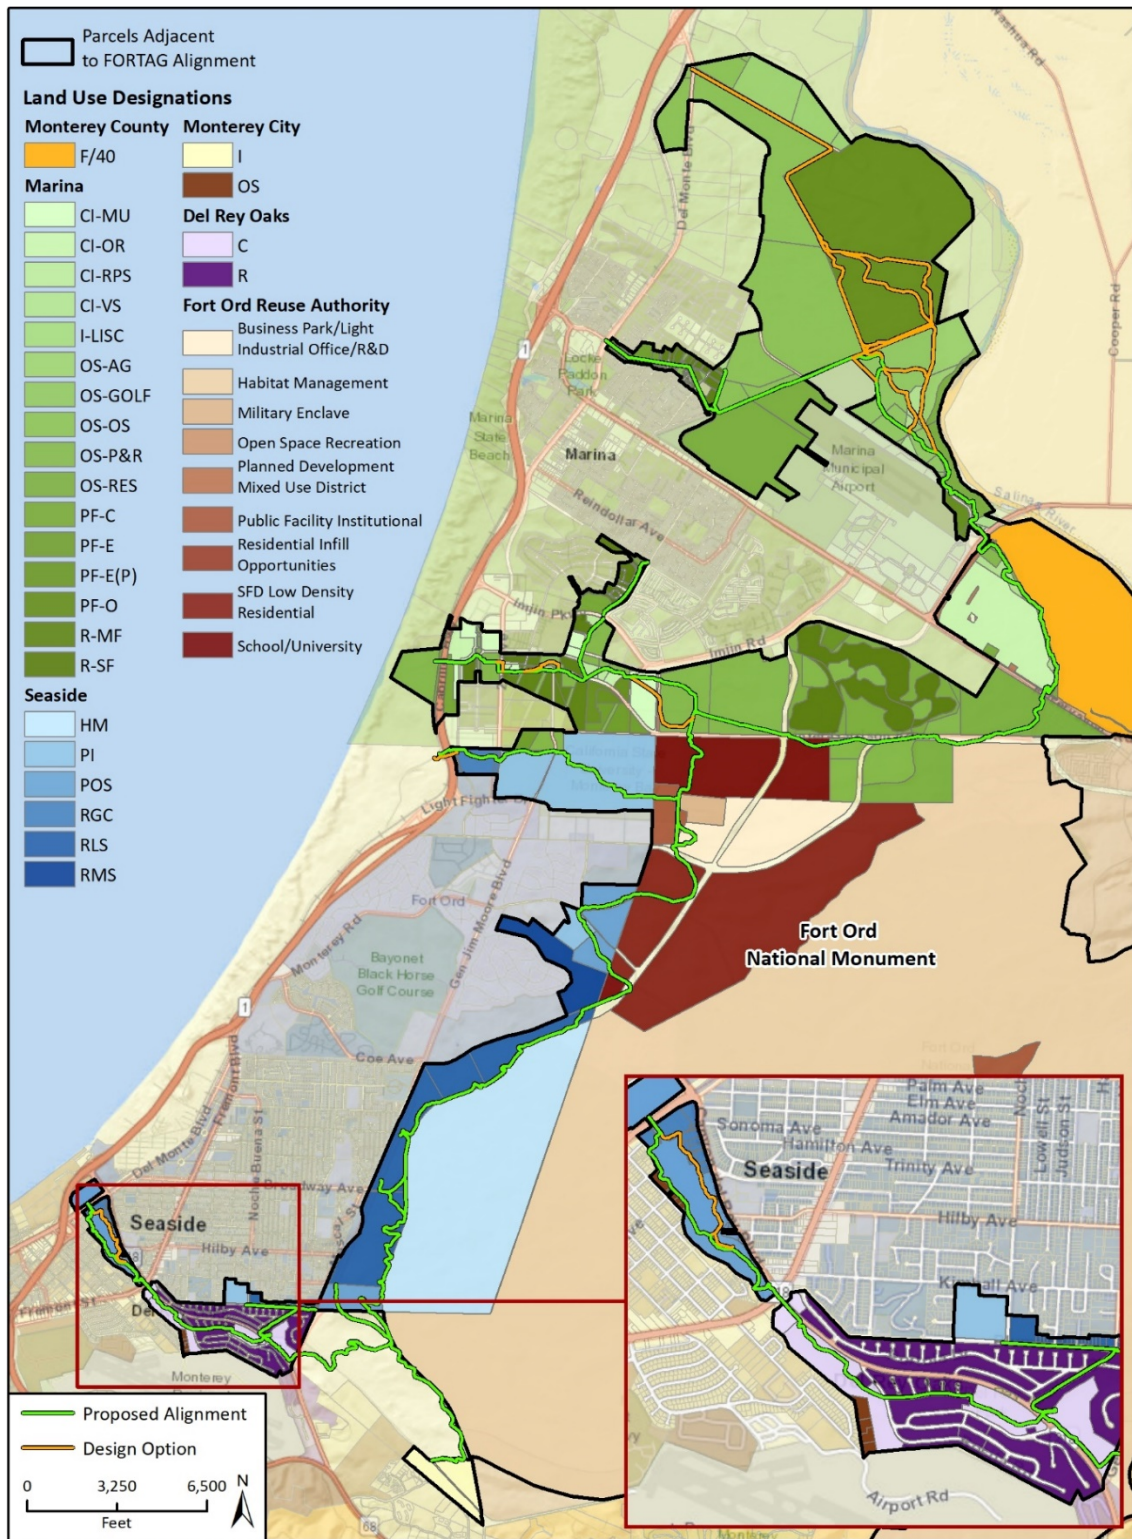 Parcels Adjacent
to FORTAG Alignment
Land Use Designations
Monterey County
F/40
Marina
CI-MU
CI-OR
CI-RPS
CI-VS
I-LISC
OS-AG
OS-GOLF
OS-OS
OS-P&R
OS-RES
PF-C
PF-E
PF-E(P)
PF-O
R-MF
R-SF
Seaside
HM
PI
POS
RGC
RLS
RMS
Monterey City
I
OS
Del Rey Oaks
C
R
Fort Ord Reuse Authority
Business Park/Light
Industrial Office/R&D
Habitat Management
Military Enclave
Open Space Recreation
Planned Development
Mixed Use District
Public Facility Institutional
Residential Infill
Opportunities
SFD Low Density
Residential
School/University
Nashua Rd
Cooper Rd
Del Monte Blvd
1
Locke
Paddon
Park
Marina
State
Beach
Marina
Reindollar Ave
Marina
Municipal
Airport
Salinas
River
Imjin Pkwy
Imjin Rd
Light Fighter
Fort Ord
Gen Jim Moore Blvd
Monterey Rd
Bayonet
Black Horse
Golf Course
1
Coe Ave
Fort Ord
National Monument
Fremont Blvd
Del Monte Blvd
Noche Buena St
Broadway Ave
Seaside
Hilby Ave
Fremont St
Monterey
68
Palm Ave
Elm Ave
Amador Ave
Sonoma Ave
Hamilton Ave
Trinity Ave
Lowell St
Judson St
Seaside
Hilby Ave
Kimball Ave
Airport Rd
Monterey
Proposed Alignment
Design Option
0 3,250 6,500
Feet
N